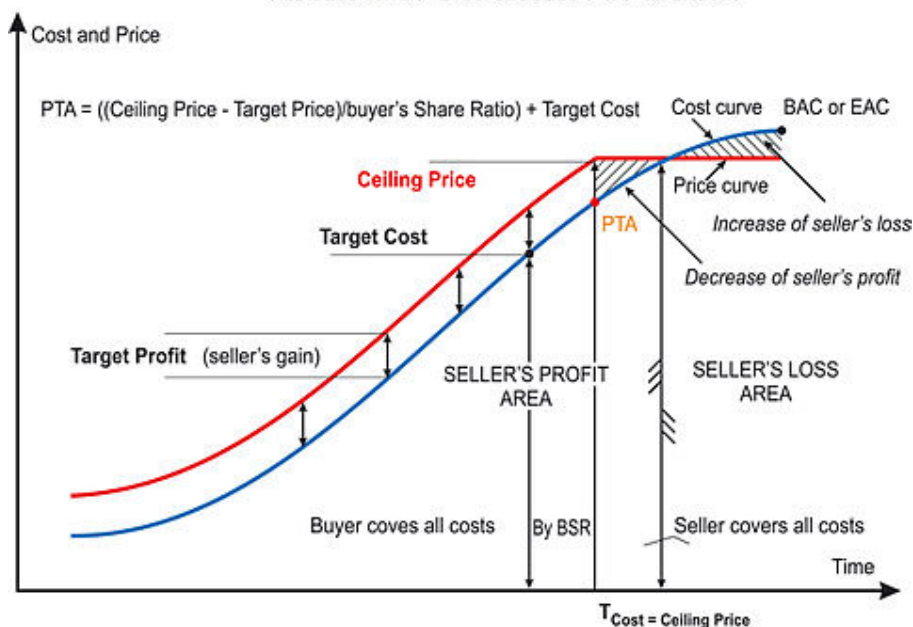 Cost and Price
PTA = ((Ceiling Price - Target Price)/buyer's Share Ratio) + Target Cost
Cost curve
BAC or EAC
Ceiling Price
Price curve
PTA
Increase of seller's loss
Target Cost
Decrease of seller's profit
Target Profit (seller's gain)
SELLER'S PROFIT
AREA
SELLER'S LOSS
AREA
Buyer coves all costs
By BSR
Seller covers all costs
Time
TCost = Ceiling Price